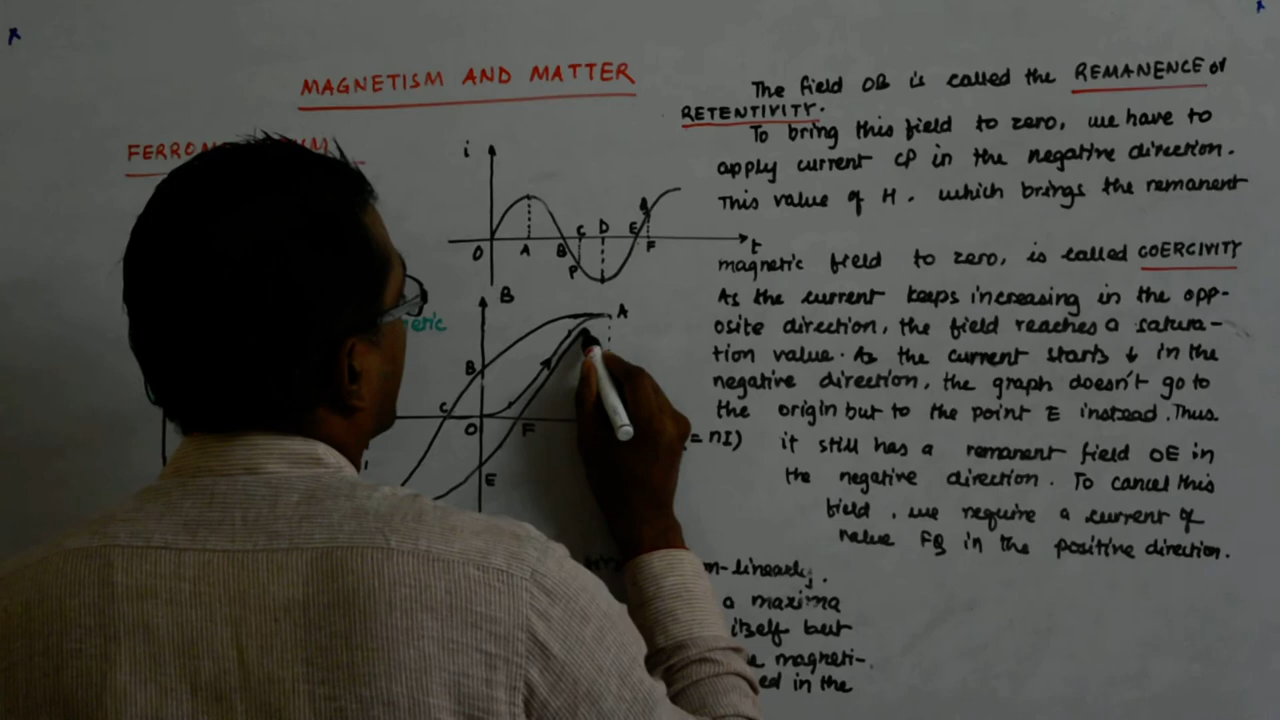 MAGNETISM AND MATTER
i
O A B C D E F t
P
B
A
B
C
O F
E
eric
= nI)
n-linearly.
a maxima
itself but
magneti-
ed in the
The field OB is called the REMANENCE or
RETENTIVITY.
To bring this field to zero, we have to
apply current CP in the negative direction.
This value of H, which brings the remanent
magnetic field to zero, is called COERCIVITY
As the current keeps increasing in the opp-
osite direction, the field reaches a satura-
tion value. As the current starts ↓ in the
negative direction, the graph doesn't go to
the origin but to the point E instead. Thus
it still has a remanent field OE in
the negative direction. To cancel this
field, we require a current of
value FQ in the positive direction.